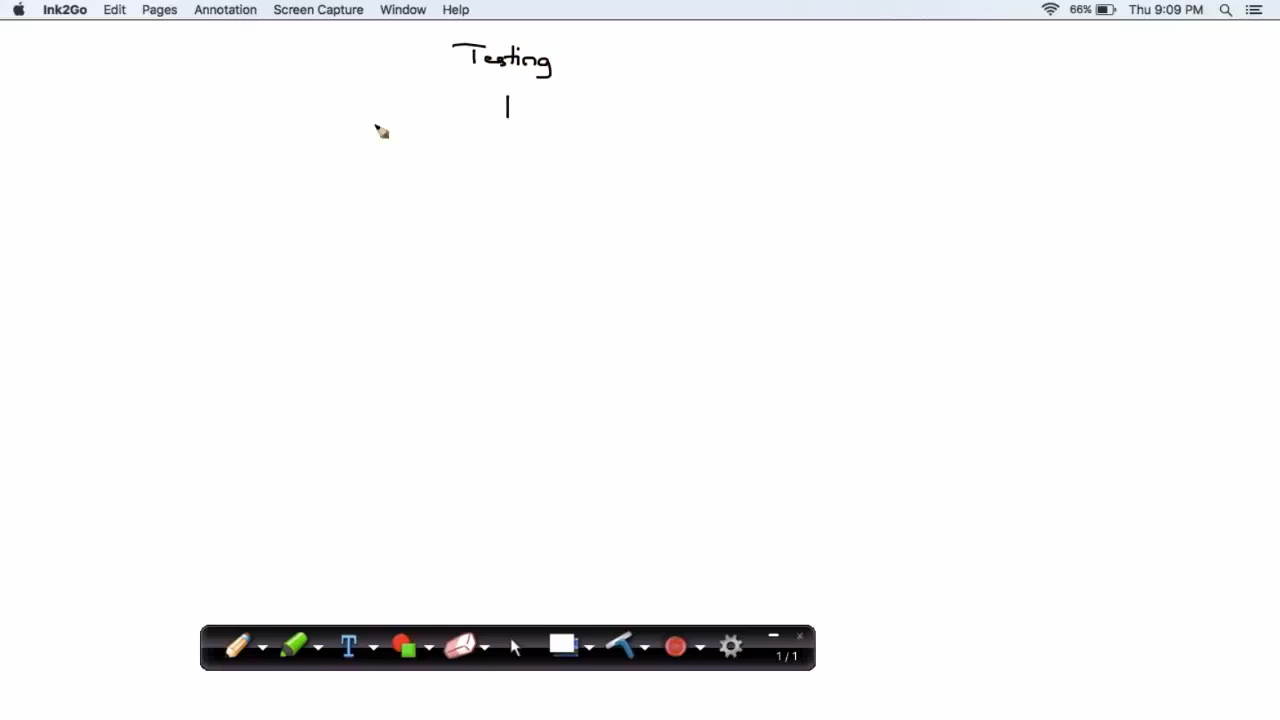 Ink2Go Edit Pages Annotation Screen Capture Window Help 66% Thu 9:09 PM
Testing
T
1 / 1